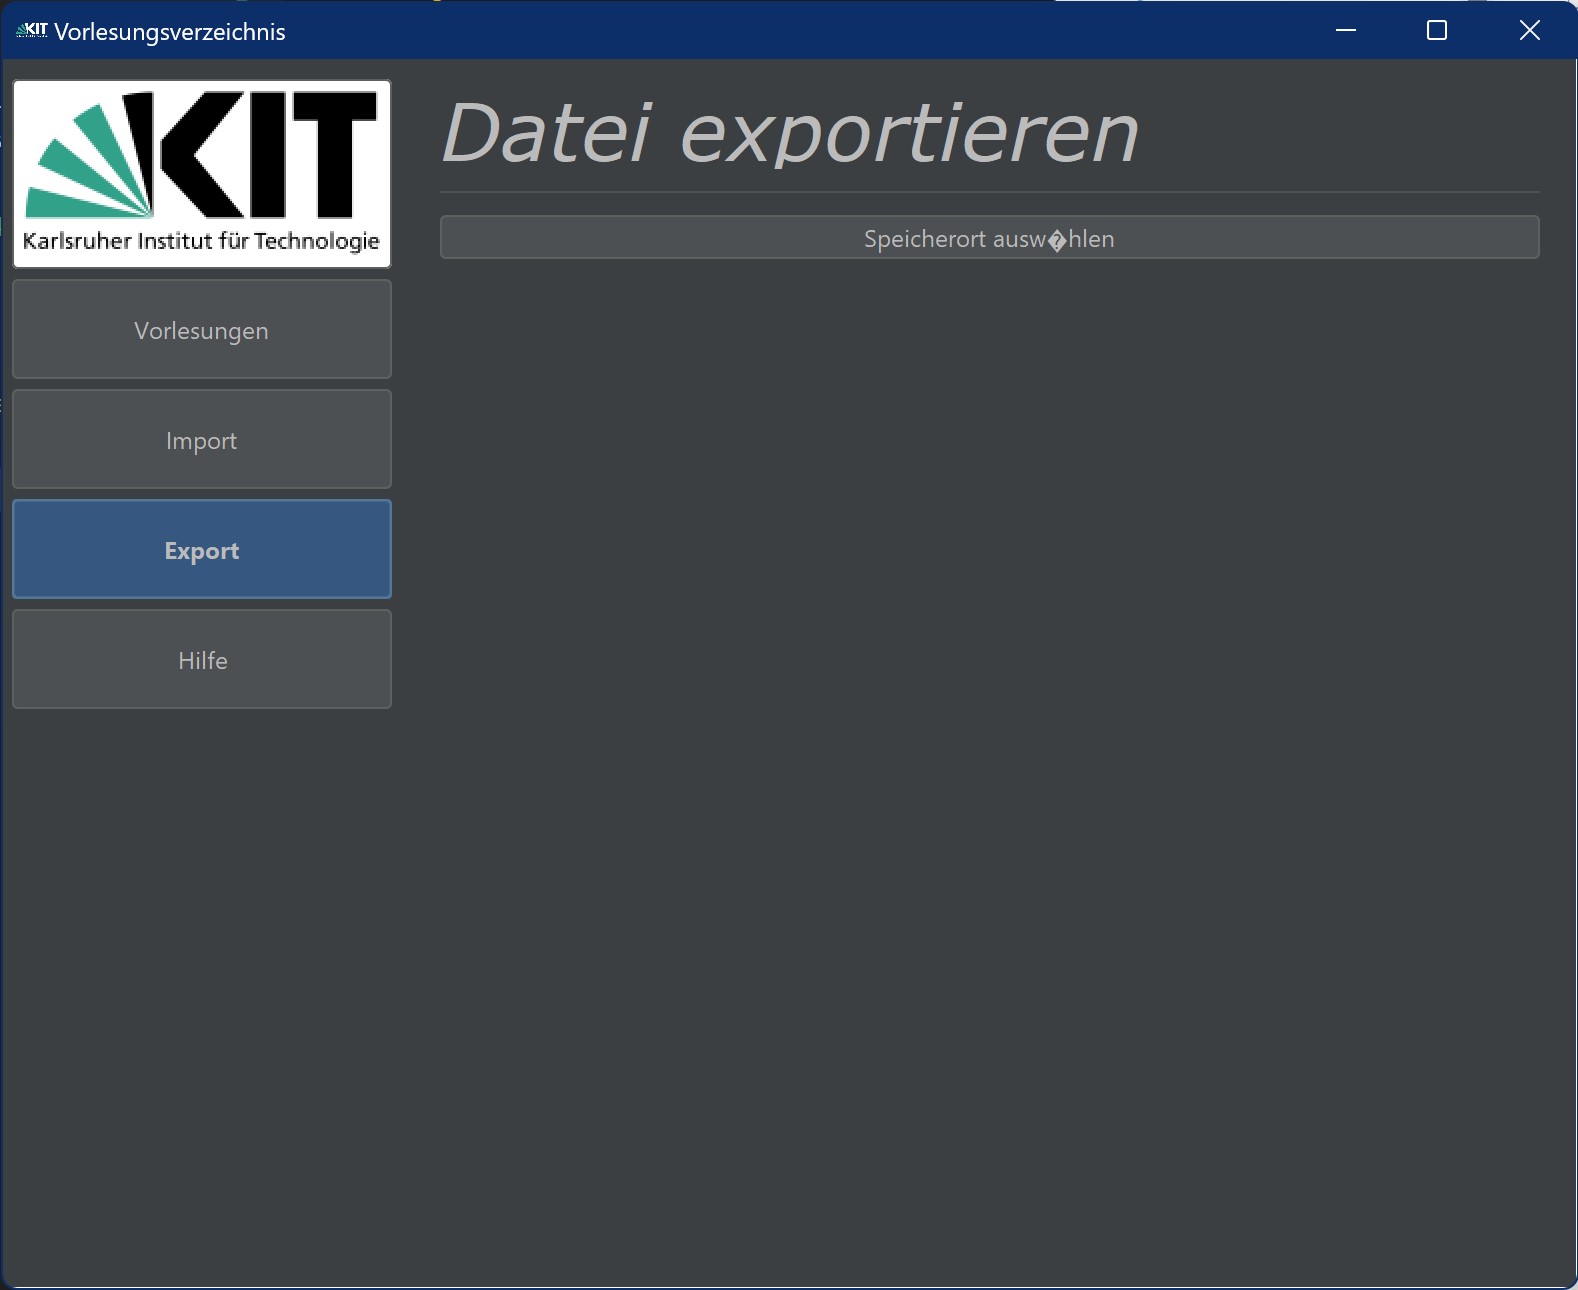 KIT Vorlesungsverzeichnis
KIT
Karlsruher Institut für Technologie
Datei exportieren
Speicherort ausw�hlen
Vorlesungen
Import
Export
Hilfe